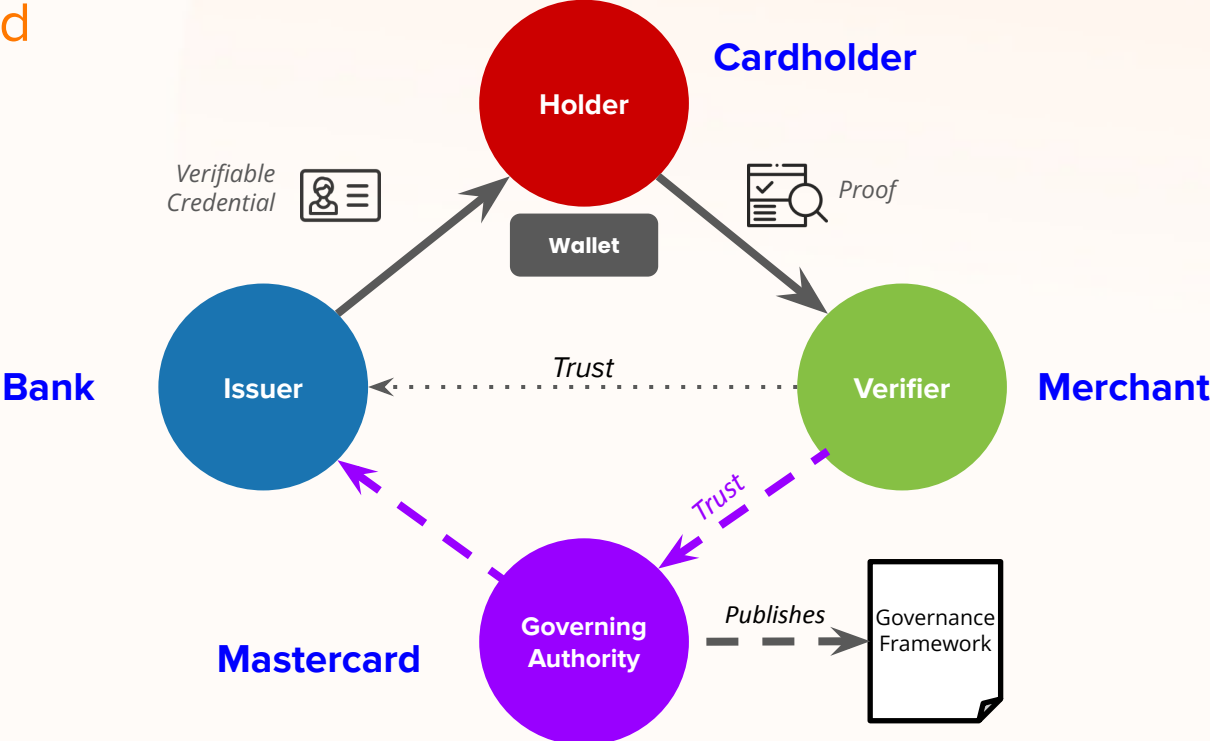 d
Cardholder
Holder
Verifiable
Credential
Proof
Wallet
Trust
Bank
Issuer
Verifier
Merchant
Trust
Governing
Authority
Mastercard
Publishes
Governance
Framework